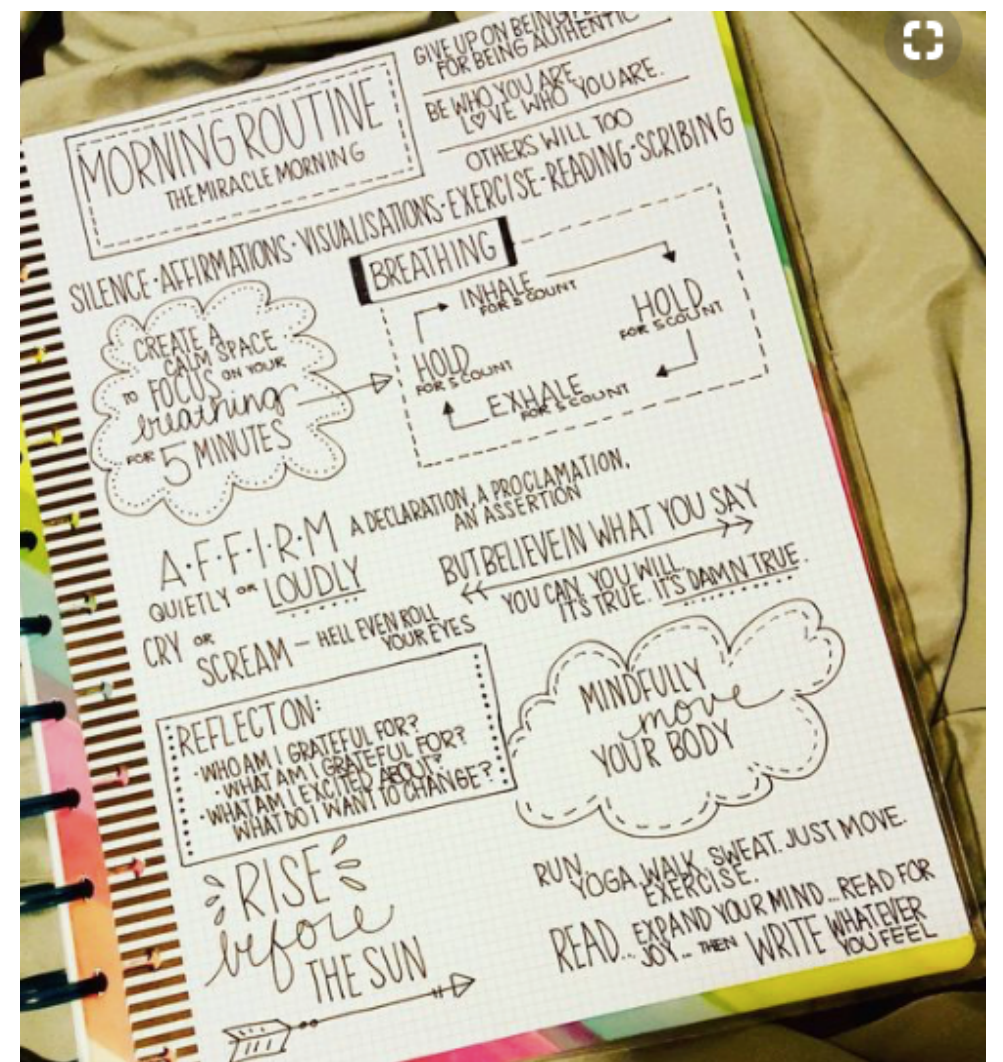 GIVE UP ON BEING
FOR BEING AUTHENTIC
BE WHO YOU ARE
LOVE WHO YOU ARE.
OTHERS WILL TOO
MORNING ROUTINE
THE MIRACLE MORNING
SILENCE · AFFIRMATIONS · VISUALISATIONS · EXERCISE · READING · SCRIBING
BREATHING
INHALE
FOR 5 COUNT
HOLD
FOR 5 COUNT
EXHALE
FOR 5 COUNT
HOLD
FOR 5 COUNT
CREATE A
CALM SPACE
TO FOCUS ON YOUR
breathing
FOR 5 MINUTES
A·F·F·I·R·M A DECLARATION, A PROCLAMATION,
AN ASSERTION
QUIETLY OR LOUDLY
BUT BELIEVE IN WHAT YOU SAY
YOU CAN. YOU WILL.
IT'S TRUE. IT'S DAMN TRUE.
CRY OR
SCREAM — HELL EVEN ROLL
YOUR EYES
REFLECTON:
· WHO AM I GRATEFUL FOR?
· WHAT AM I GRATEFUL FOR?
· WHAT AM I EXCITED ABOUT?
WHAT DO I WANT TO CHANGE?
MINDFULLY
move
YOUR BODY
RISE
before
THE SUN
RUN. YOGA. WALK. SWEAT. JUST MOVE.
EXERCISE.
READ... EXPAND YOUR MIND... READ FOR
JOY... THEN WRITE WHATEVER
YOU FEEL